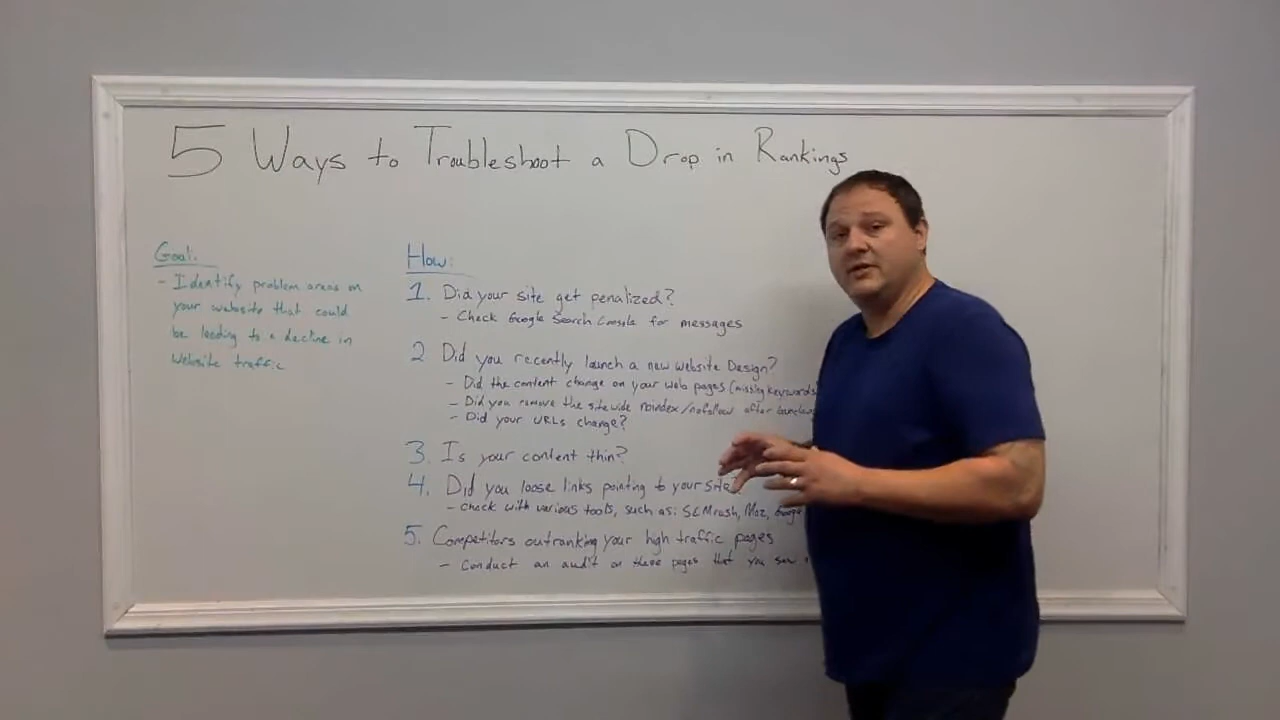 5 Ways to Troubleshoot a Drop in Rankings
Goal:
- Identify problem areas on
your website that could
be leading to a decline in
website traffic
How:
1. Did your site get penalized?
- Check Google Search Console for messages
2 Did you recently launch a new website Design?
- Did the content change on your web pages (missing keywords
- Did you remove the sitewide noindex/nofollow after
- Did your URLs change?
3. Is your content thin?
4. Did you loose links pointing to your site?
- Check with various tools, such as: SEMrush, Moz, Google
5. Competitors outranking your high traffic pages
- Conduct an audit on these pages that you saw